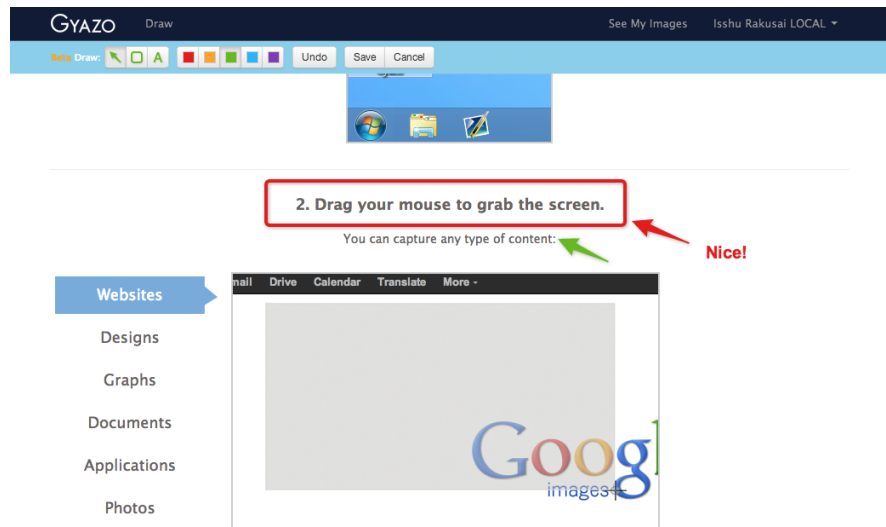 GYAZO Draw See My Images Isshu Rakusai LOCAL
Beta Draw: A Undo Save Cancel
2. Drag your mouse to grab the screen.
You can capture any type of content:
Nice!
Websites
Designs
Graphs
Documents
Applications
Photos
mail Drive Calendar Translate More
Googl
images